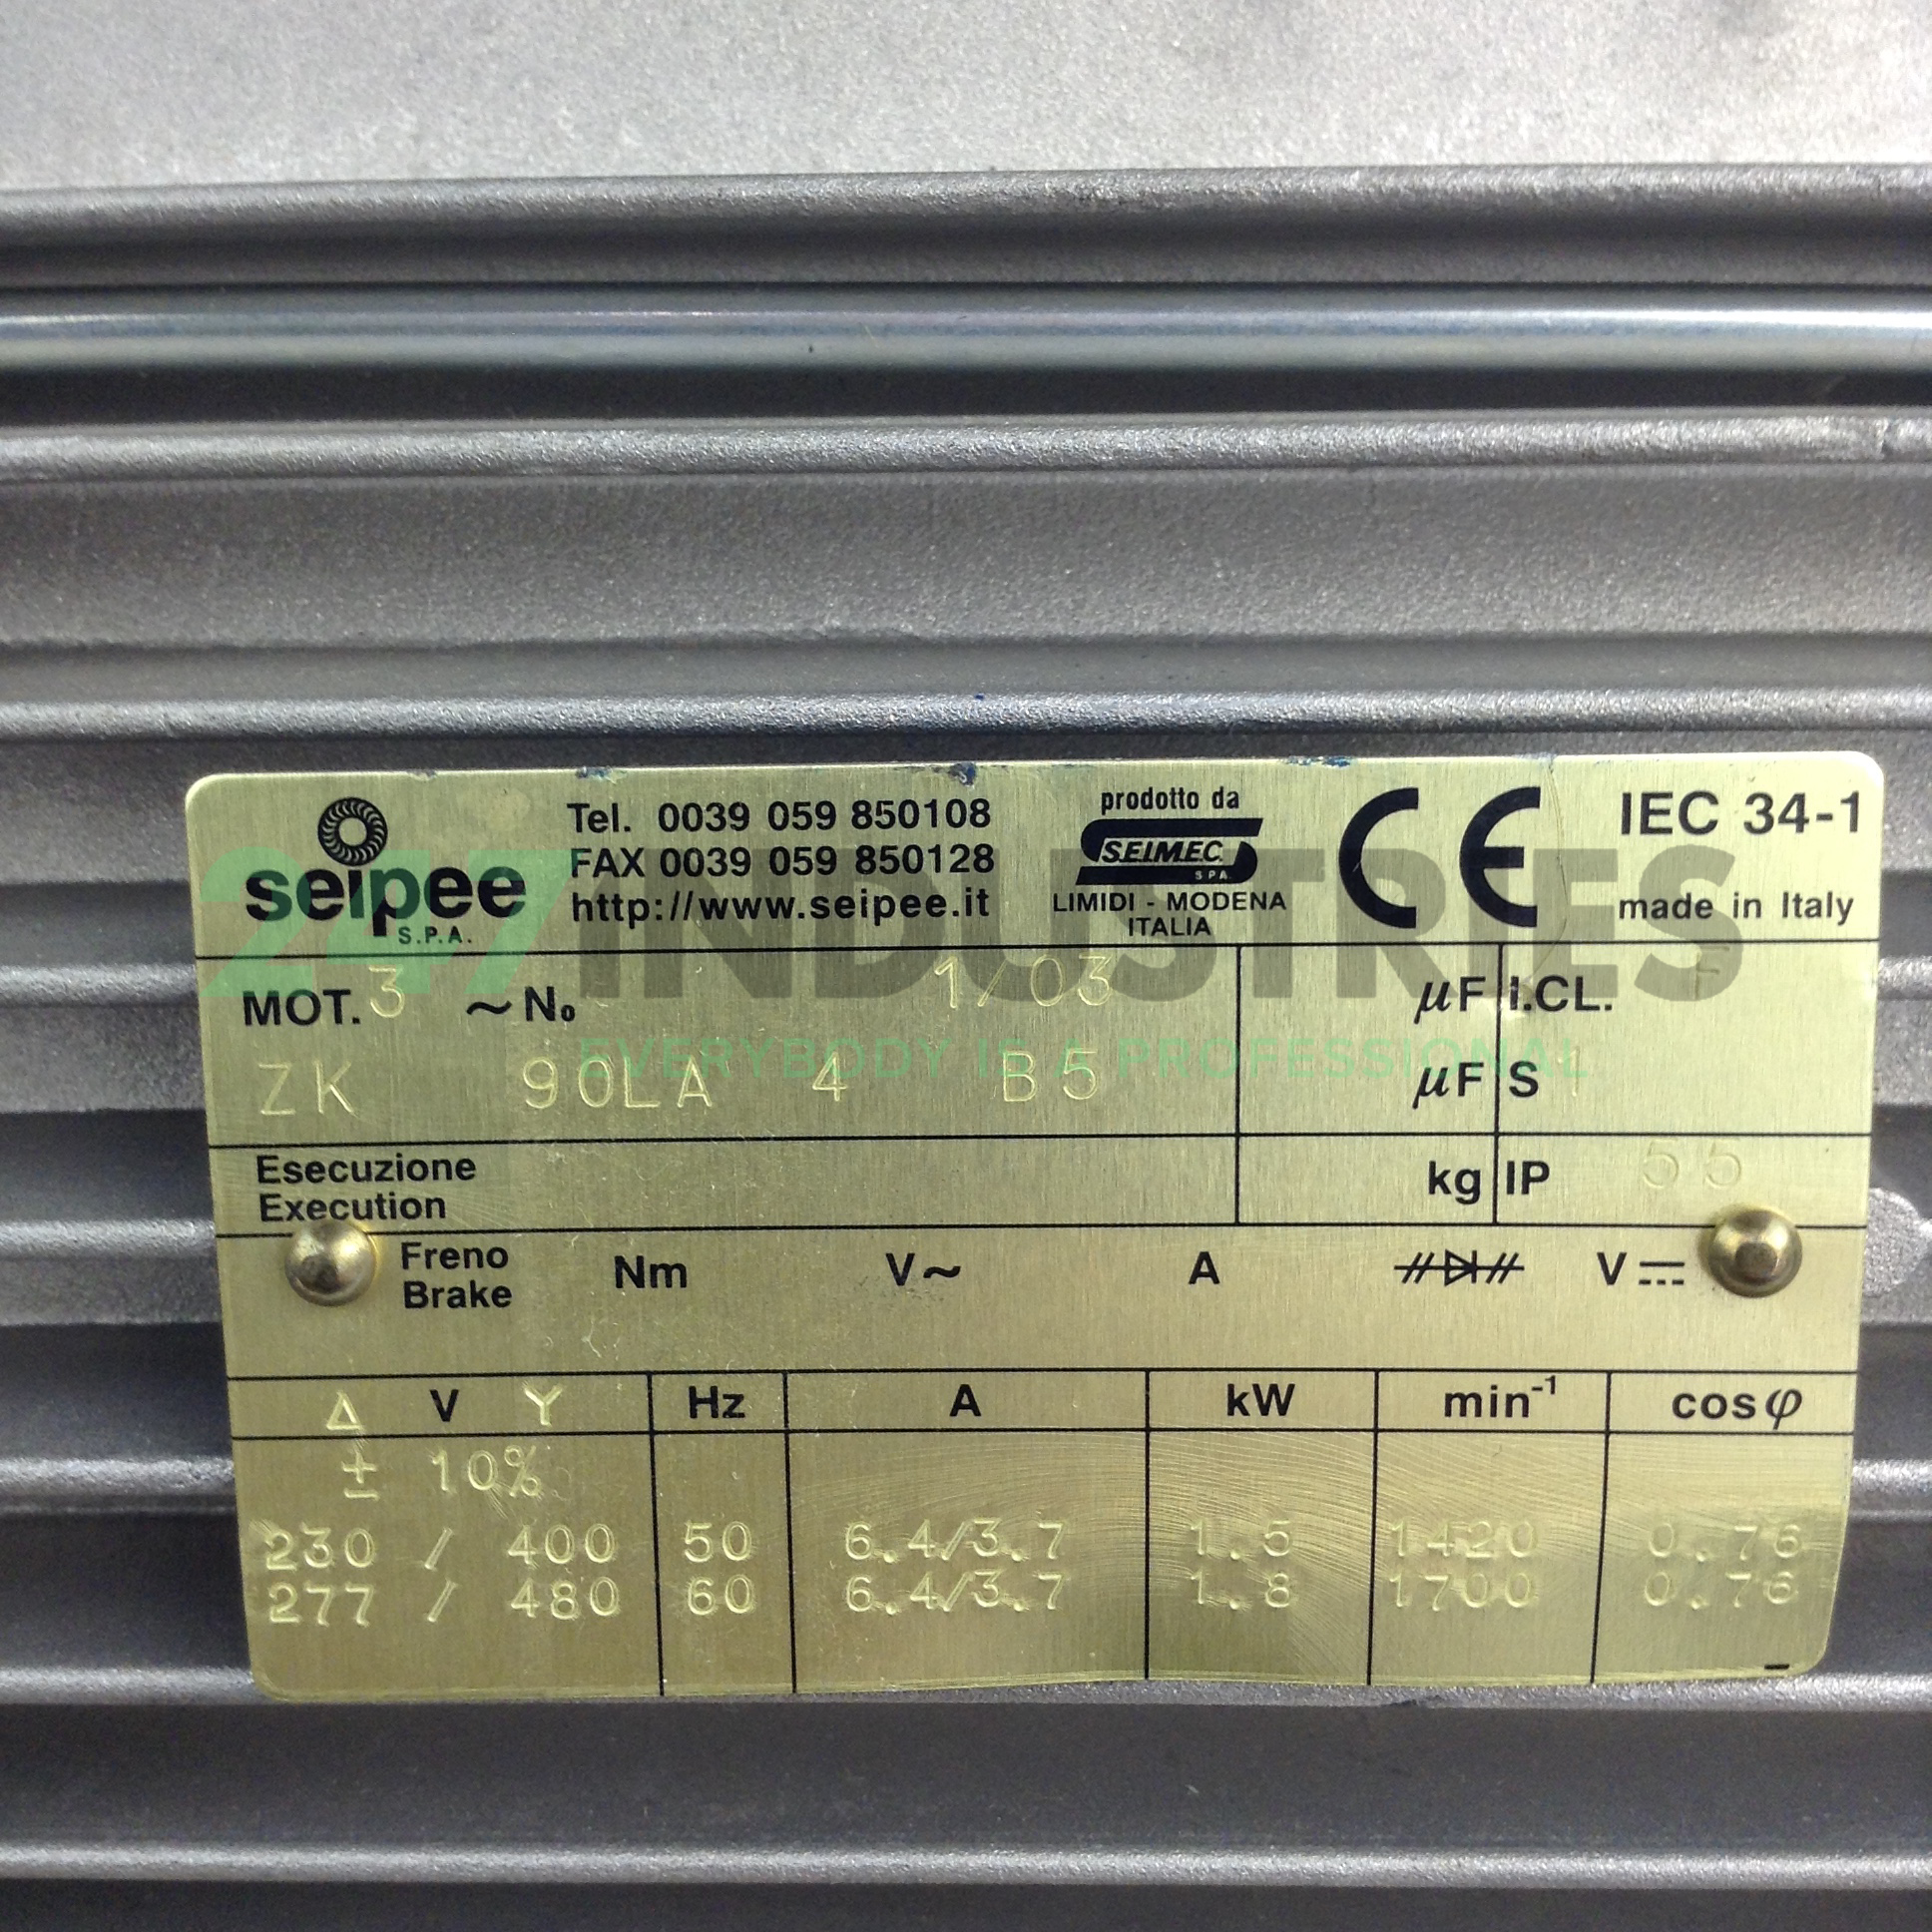 seipee
S.P.A.
Tel. 0039 059 850108
FAX 0039 059 850128
http://www.seipee.it
prodotto da
SEIMEC
SPA
LIMIDI - MODENA
ITALIA
CE
IEC 34-1
made in Italy
247INDUSTRIES
EVERYBODY IS A PROFESSIONAL
MOT. 3 ~ No 1/03 µF I.CL. F
ZK 90LA 4 B5 µF S 1
Esecuzione
Execution
kg IP 55
Freno
Brake
Nm V~ A V
Δ V Y Hz A kW min-1 cosφ
± 10%
230 / 400 50 6.4/3.7 1.5 1420 0.76
277 / 480 60 6.4/3.7 1.8 1700 0.76